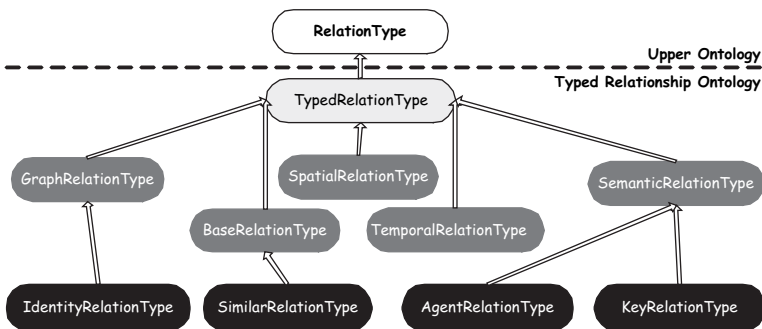 RelationType
Upper Ontology
Typed Relationship Ontology
TypedRelationType
GraphRelationType
SpatialRelationType
SemanticRelationType
BaseRelationType
TemporalRelationType
IdentityRelationType
SimilarRelationType
AgentRelationType
KeyRelationType